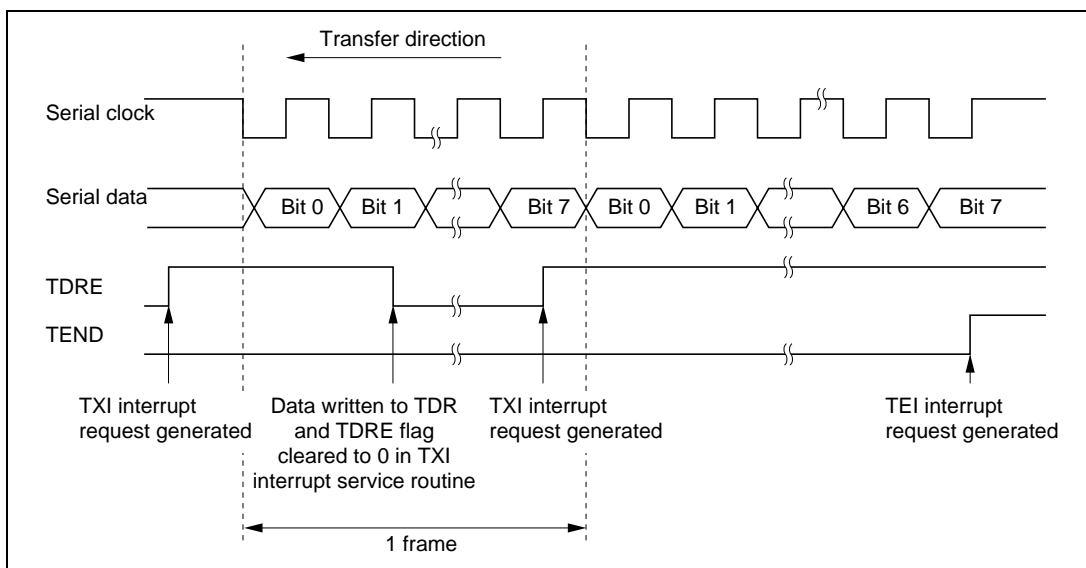 Transfer direction
Serial clock
Serial data
Bit 0
Bit 1
Bit 7
Bit 0
Bit 1
Bit 6
Bit 7
TDRE
TEND
TXI interrupt
request generated
Data written to TDR
and TDRE flag
cleared to 0 in TXI
interrupt service routine
TXI interrupt
request generated
TEI interrupt
request generated
1 frame